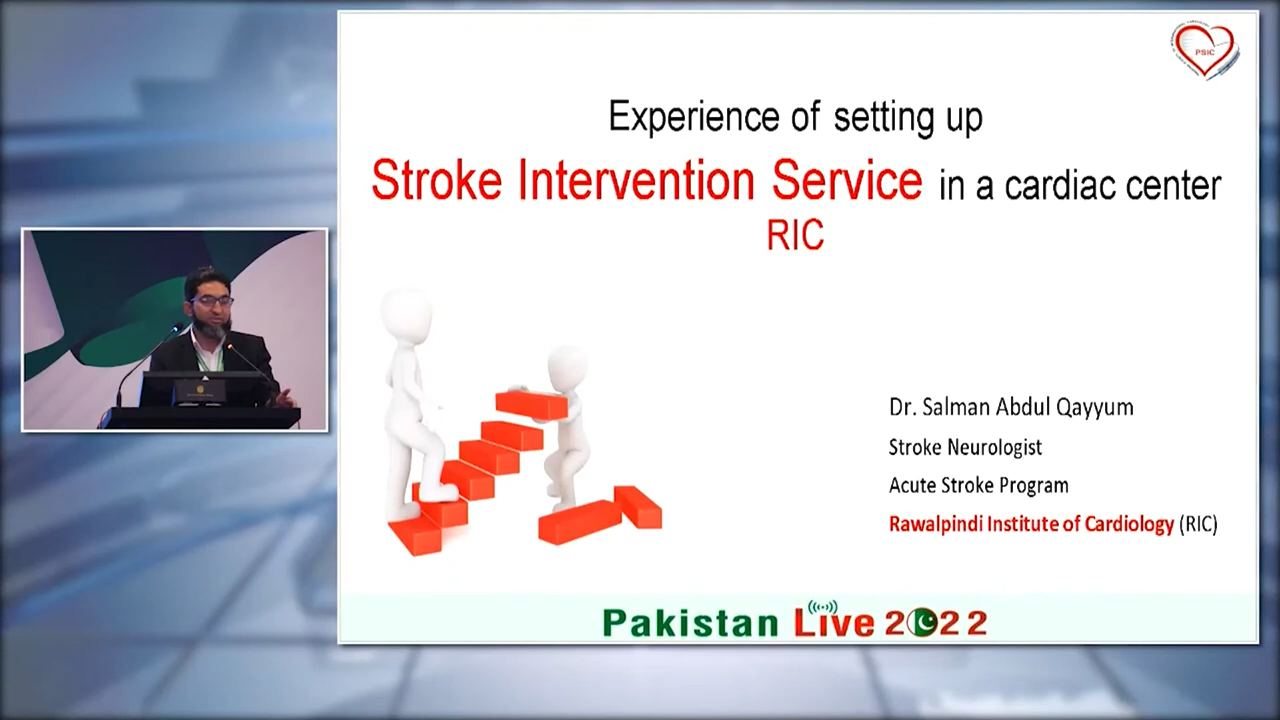 PSIC
Experience of setting up
Stroke Intervention Service in a cardiac center
RIC
Dr. Salman Abdul Qayyum
Stroke Neurologist
Acute Stroke Program
Rawalpindi Institute of Cardiology (RIC)
Pakistan Live 2022